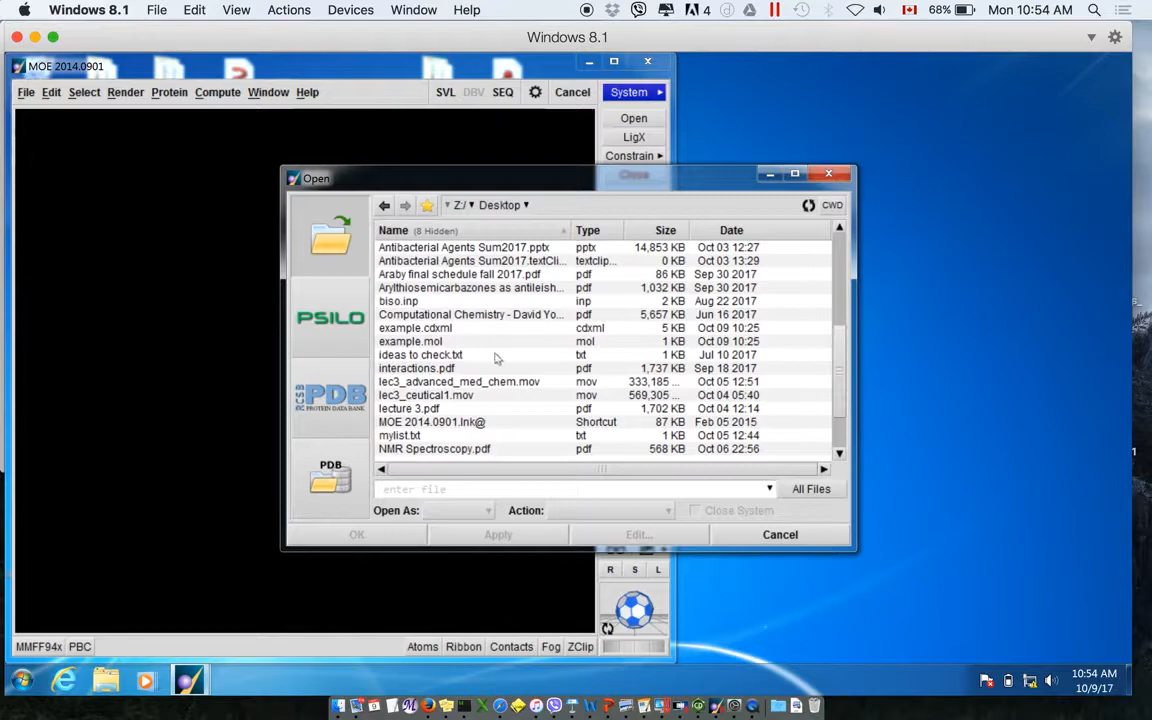 Windows 8.1 File Edit View Actions Devices Window Help 4 68% Mon 10:54 AM
Windows 8.1
MOE 2014.0901
File Edit Select Render Protein Compute Window Help SVL DBV SEQ Cancel System
Open
LigX
Constrain
Close
Open
Z:/ Desktop CWD
Name (8 Hidden) Type Size Date
Antibacterial Agents Sum2017.pptx pptx 14,853 KB Oct 03 12:27
Antibacterial Agents Sum2017.textCli... textclip... 0 KB Oct 03 13:29
Araby final schedule fall 2017.pdf pdf 86 KB Sep 30 2017
Arylthiosemicarbazones as antileish... pdf 1,032 KB Sep 30 2017
biso.inp inp 2 KB Aug 22 2017
Computational Chemistry - David Yo... pdf 5,657 KB Jun 16 2017
example.cdxml cdxml 5 KB Oct 09 10:25
example.mol mol 1 KB Oct 09 10:25
ideas to check.txt txt 1 KB Jul 10 2017
interactions.pdf pdf 1,737 KB Sep 18 2017
lec3_advanced_med_chem.mov mov 333,185 ... Oct 05 12:51
lec3_ceutical1.mov mov 569,305 ... Oct 04 05:40
lecture 3.pdf pdf 1,702 KB Oct 04 12:14
MOE 2014.0901.lnk@ Shortcut 87 KB Feb 05 2015
mylist.txt txt 1 KB Oct 05 12:44
NMR Spectroscopy.pdf pdf 568 KB Oct 06 22:56
PSILO
RCSB PDB
PROTEIN DATA BANK
PDB
enter file All Files
Open As: Action: Close System
OK Apply Edit... Cancel
R S L
MMFF94x PBC Atoms Ribbon Contacts Fog ZClip
10:54 AM
10/9/17